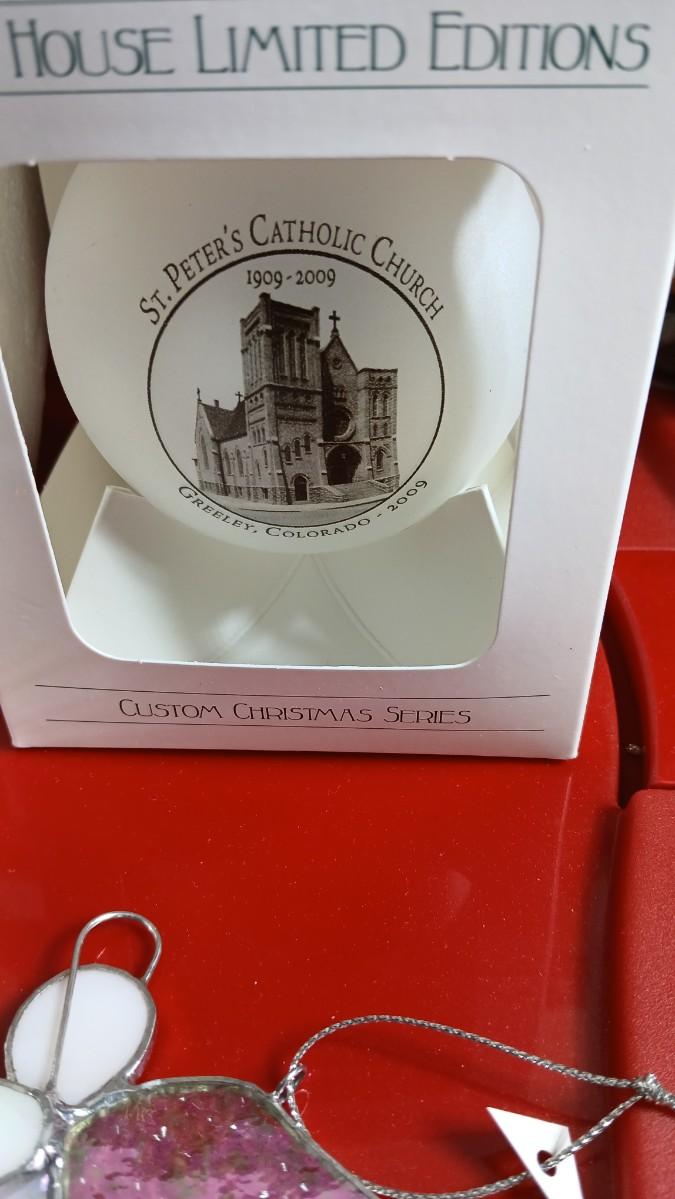 HOUSE LIMITED EDITIONS
ST. PETER'S CATHOLIC CHURCH
1909-2009
GREELEY, COLORADO - 2009
CUSTOM CHRISTMAS SERIES